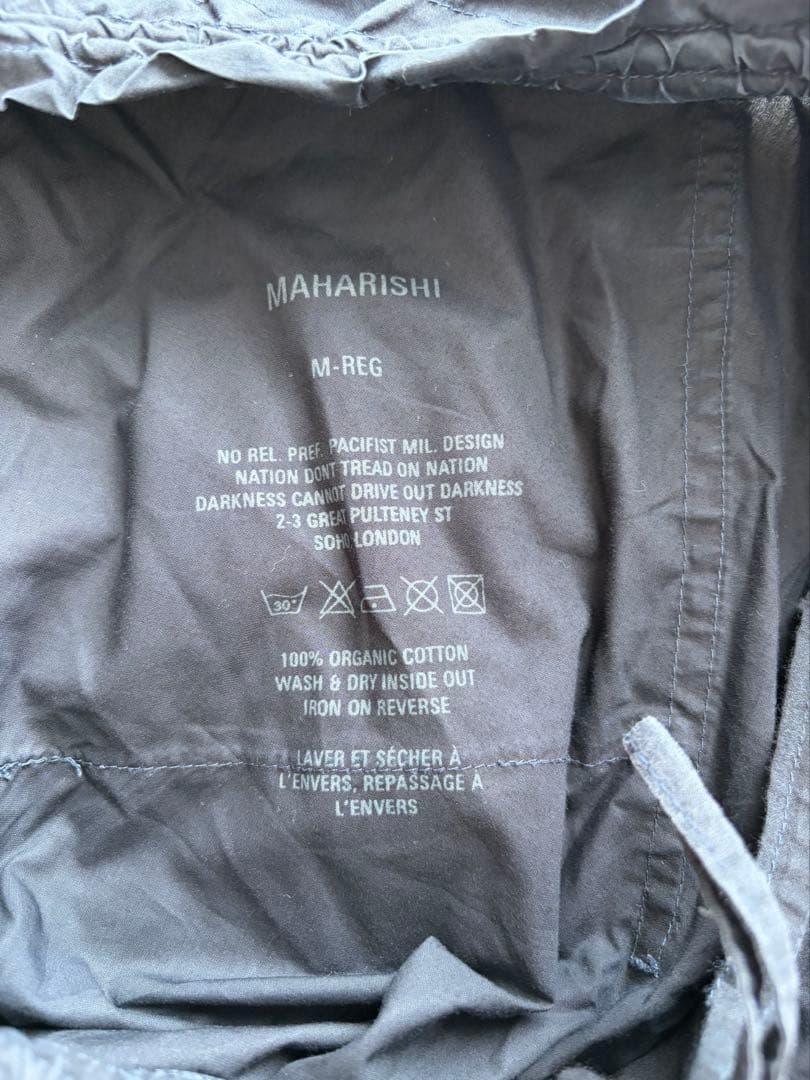 MAHARISHI
M-REG
NO REL. PREF. PACIFIST MIL. DESIGN
NATION DONT TREAD ON NATION
DARKNESS CANNOT DRIVE OUT DARKNESS
2-3 GREAT PULTENEY ST
SOHO LONDON
30°
100% ORGANIC COTTON
WASH & DRY INSIDE OUT
IRON ON REVERSE
LAVER ET SÉCHER À
L'ENVERS, REPASSAGE À
L'ENVERS